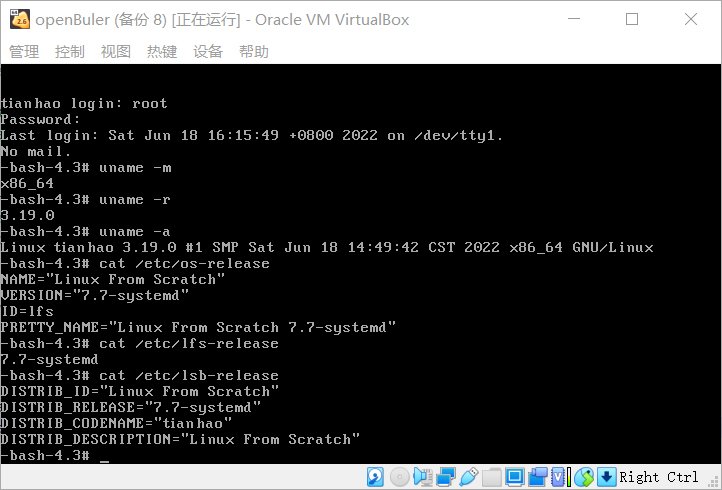 openBuler (备份 8) [正在运行] - Oracle VM VirtualBox
管理 控制 视图 热键 设备 帮助
tianhao login: root
Password:
Last login: Sat Jun 18 16:15:49 +0800 2022 on /dev/tty1.
No mail.
-bash-4.3# uname -m
x86_64
-bash-4.3# uname -r
3.19.0
-bash-4.3# uname -a
Linux tianhao 3.19.0 #1 SMP Sat Jun 18 14:49:42 CST 2022 x86_64 GNU/Linux
-bash-4.3# cat /etc/os-release
NAME="Linux From Scratch"
VERSION="7.7-systemd"
ID=lfs
PRETTY_NAME="Linux From Scratch 7.7-systemd"
-bash-4.3# cat /etc/lfs-release
7.7-systemd
-bash-4.3# cat /etc/lsb-release
DISTRIB_ID="Linux From Scratch"
DISTRIB_RELEASE="7.7-systemd"
DISTRIB_CODENAME="tianhao"
DISTRIB_DESCRIPTION="Linux From Scratch"
-bash-4.3# _
Right Ctrl